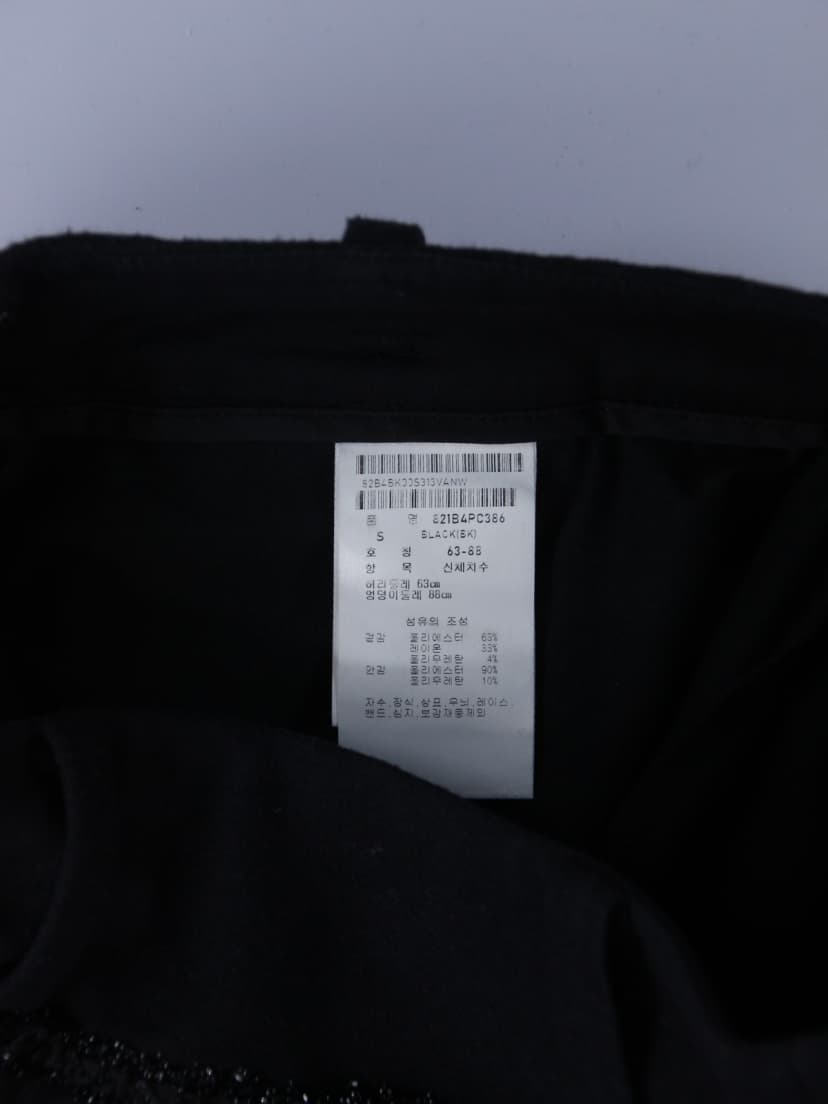 82B4BK00S313VANW
품 명 821B4PC386
S BLACK(BK)
호 칭 63-88
항 목 신체치수
허리둘레 63cm
엉덩이둘레 88cm
섬유의 조성
겉감 폴리에스터 63%
레이온 33%
폴리우레탄 4%
안감 폴리에스터 90%
폴리우레탄 10%
자수,장식,상표,무늬,레이스,
밴드,심지,보강재롱제외